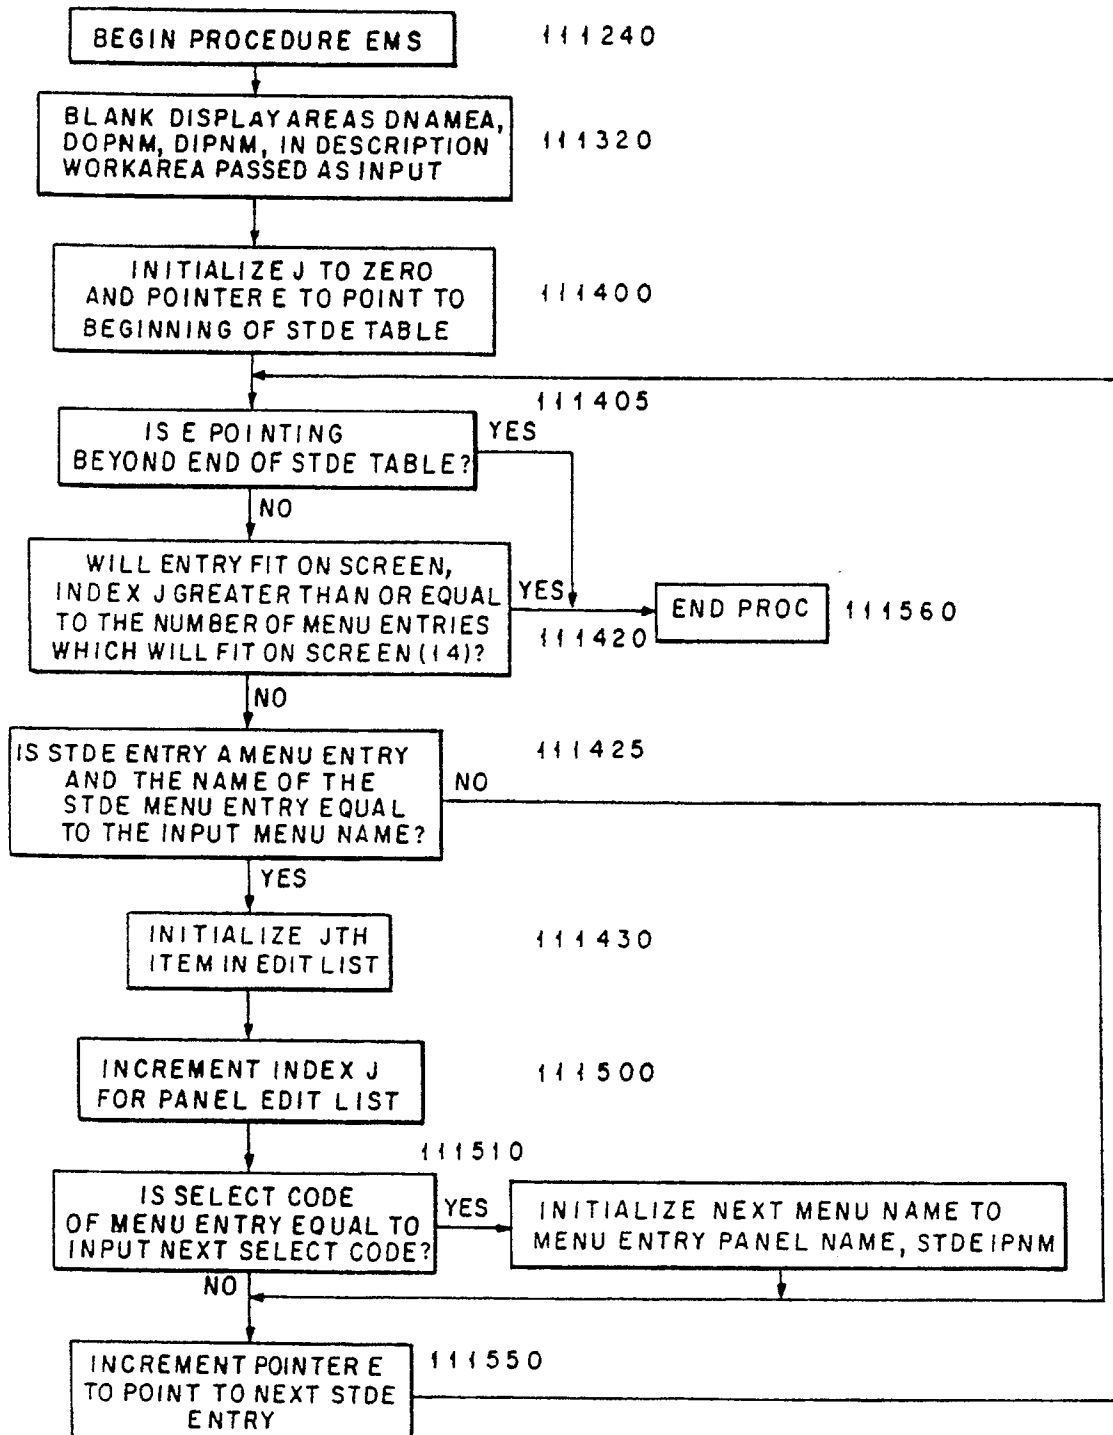 BEGIN PROCEDURE EMS
111240
BLANK DISPLAY AREAS DNAMEA,
DOPNM, DIPNM, IN DESCRIPTION
WORKAREA PASSED AS INPUT
111320
INITIALIZE J TO ZERO
AND POINTER E TO POINT TO
BEGINNING OF STDE TABLE
111400
111405
IS E POINTING
BEYOND END OF STDE TABLE?
YES
NO
WILL ENTRY FIT ON SCREEN,
INDEX J GREATER THAN OR EQUAL
TO THE NUMBER OF MENU ENTRIES
WHICH WILL FIT ON SCREEN (14)?
YES
111420
END PROC
111560
NO
IS STDE ENTRY A MENU ENTRY
AND THE NAME OF THE
STDE MENU ENTRY EQUAL
TO THE INPUT MENU NAME?
111425
NO
YES
INITIALIZE JTH
ITEM IN EDIT LIST
111430
INCREMENT INDEX J
FOR PANEL EDIT LIST
111500
111510
IS SELECT CODE
OF MENU ENTRY EQUAL TO
INPUT NEXT SELECT CODE?
YES
INITIALIZE NEXT MENU NAME TO
MENU ENTRY PANEL NAME, STDEIPNM
NO
INCREMENT POINTER E
TO POINT TO NEXT STDE
ENTRY
111550